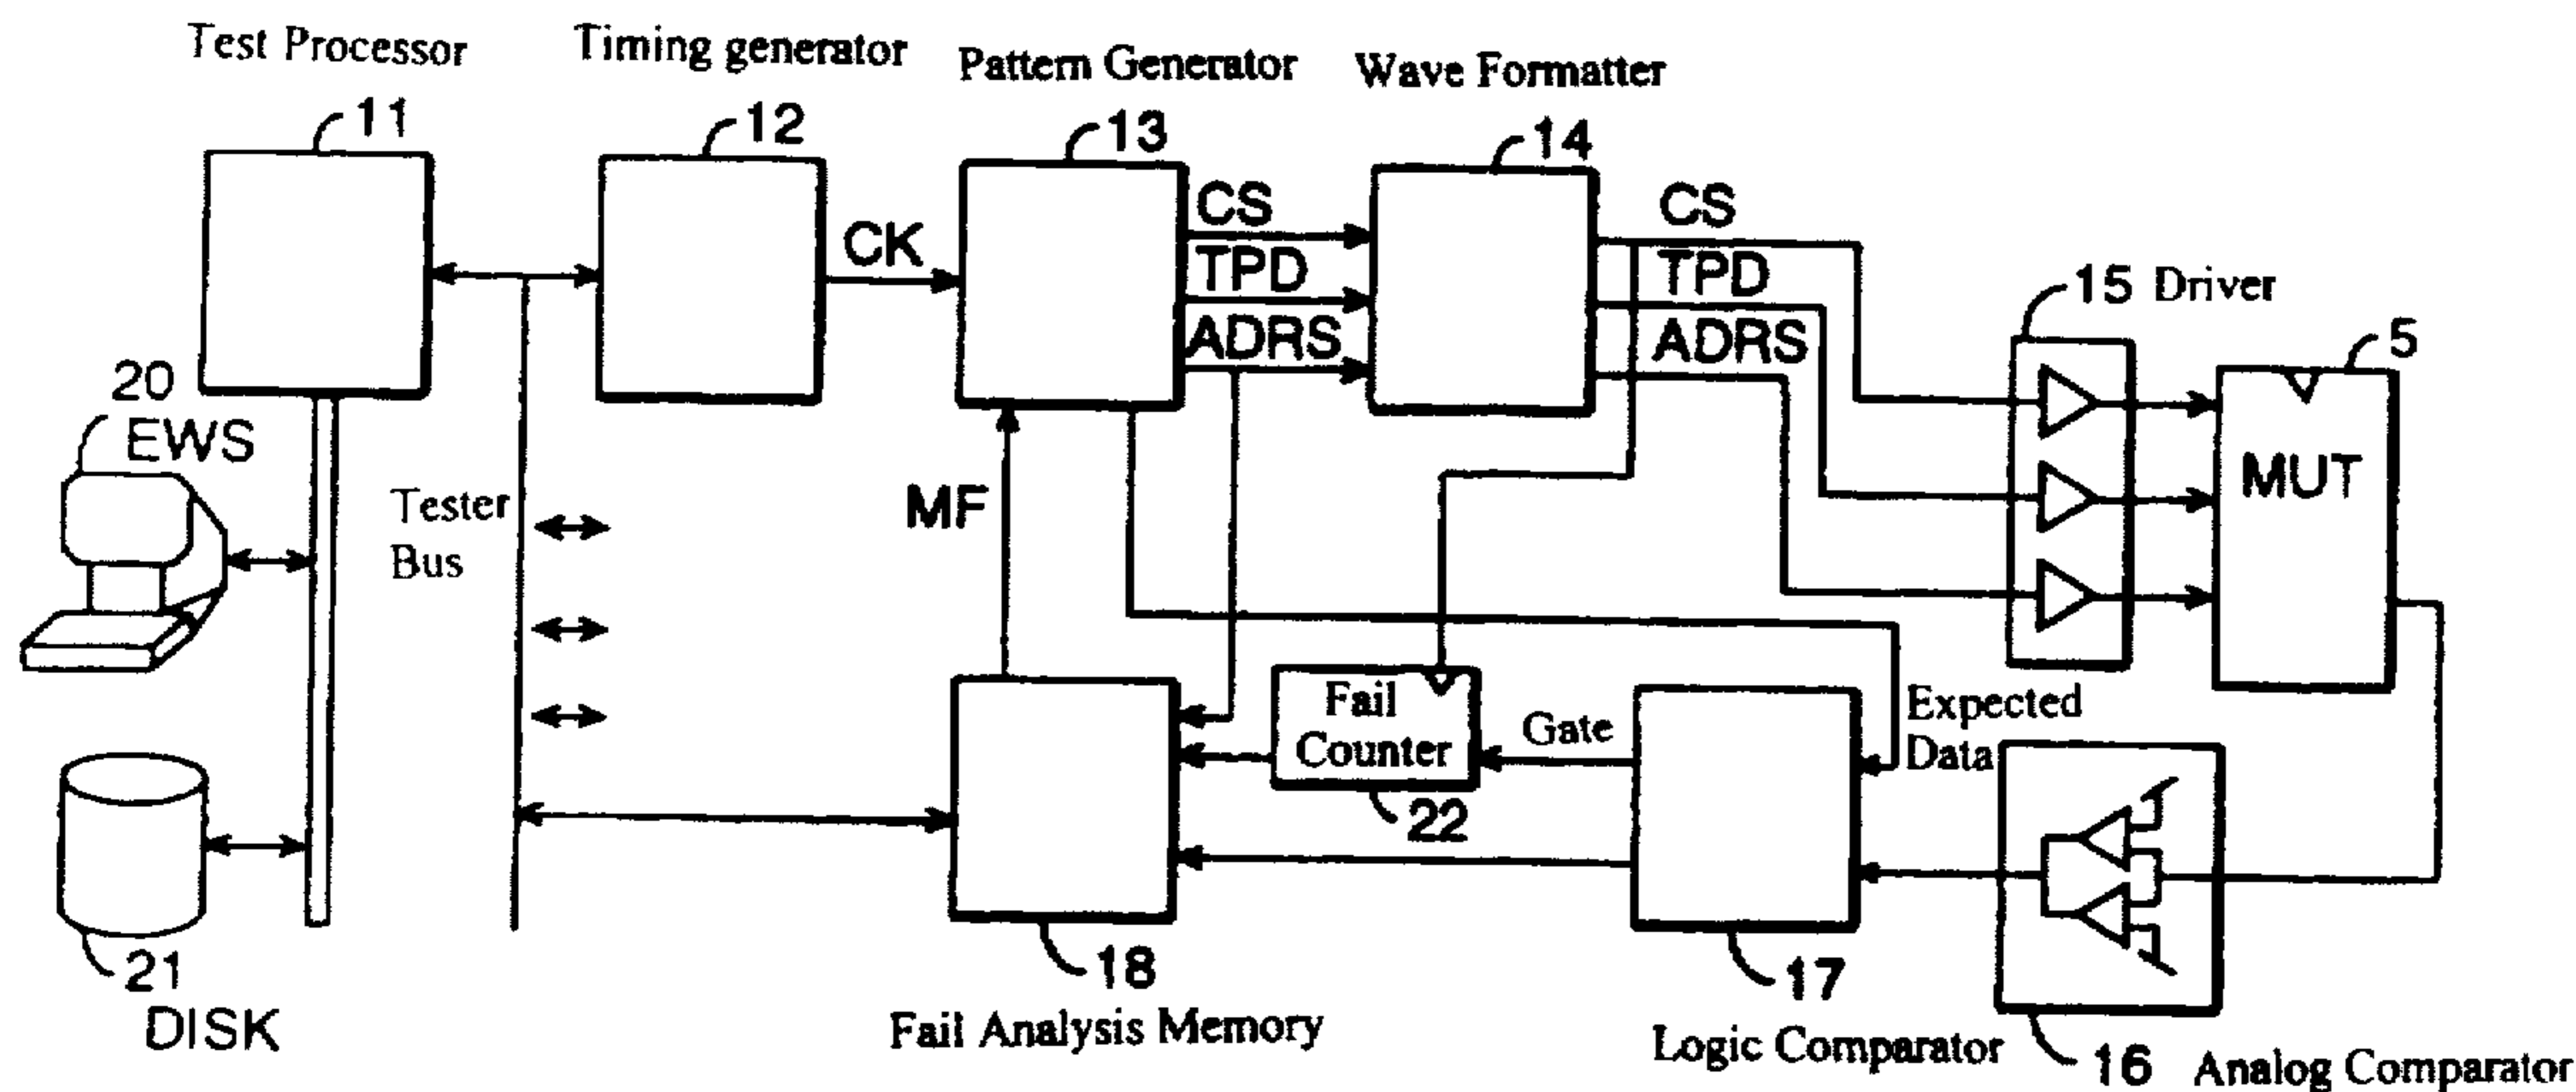 Test Processor
Timing generator
Pattern Generator
Wave Formatter
11
12
13
14
CS
TPD
ADRS
CK
CS
TPD
ADRS
15 Driver
5
MUT
20
EWS
Tester
Bus
MF
Fail
Counter
22
Gate
Expected
Data
21
DISK
18
Fail Analysis Memory
17
Logic Comparator
16 Analog Comparator